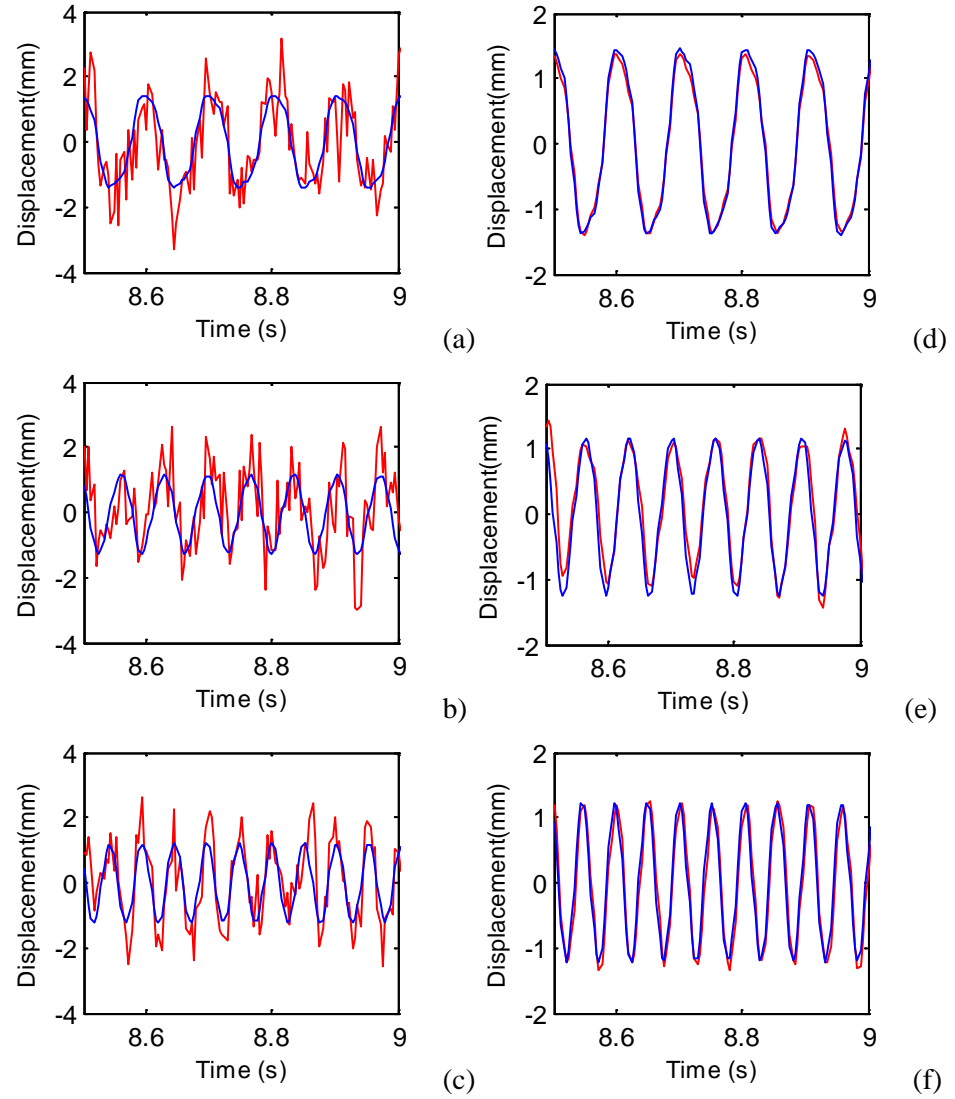 4
2
0
-2
-4
Displacement(mm)
8.6 8.8 9
Time (s)
(a)
2
1
0
-1
-2
Displacement(mm)
8.6 8.8 9
Time (s)
(d)
4
2
0
-2
-4
Displacement(mm)
8.6 8.8 9
Time (s)
b)
2
1
0
-1
-2
Displacement(mm)
8.6 8.8 9
Time (s)
(e)
4
2
0
-2
-4
Displacement(mm)
8.6 8.8 9
Time (s)
(c)
2
1
0
-1
-2
Displacement(mm)
8.6 8.8 9
Time (s)
(f)